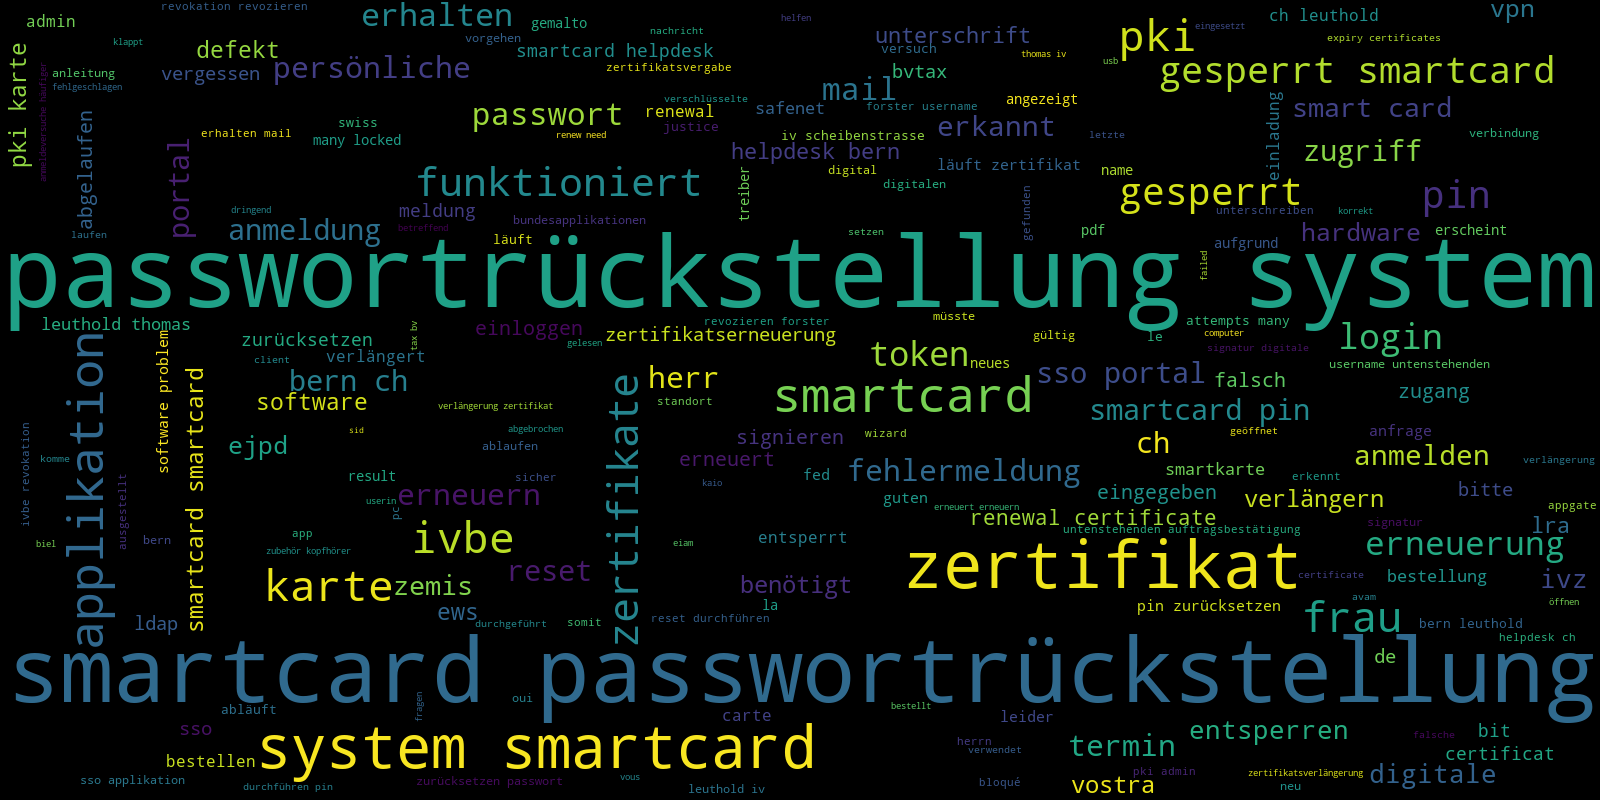 revokation revozieren
admin
erhalten
gemalto
helfen
ch leuthold
vpn
klappt
vorgehen
nachricht
unterschrift
eingesetzt
pki
expiry certificates
defekt
smartcard helpdesk
versuch
thomas iv
usb
pki karte
anleitung
vergessen
persönliche
zertifikatsvergabe
bvtax
gesperrt smartcard
fehlgeschlagen
mail
anmeldeversuche häufiger
verschlüsselte
safenet
forster username
angezeigt
einladung
smart card
abgelaufen
swiss
passwort
renewal
erhalten mail
many locked
renew need
justice
iv scheibenstrasse
erkannt
letzte
verbindung
portal
helpdesk bern
läuft zertifikat
zugriff
funktioniert
treiber
digital
digitalen
name
gesperrt
pin
dringend
meldung
bundesapplikationen
gefunden
unterschreiben
korrekt
anmeldung
betreffend
laufen
läuft
setzen
pdf
aufgrund
hardware
erscheint
failed
passwortrückstellung system
leuthold thomas
einloggen
zertifikatserneuerung
revozieren forster
müsste
gültig
attempts many
computer
login
zurücksetzen
tax bv
gelesen
le
signatur digitale
applikation
software problem
client
verlängert
token
neues
username untenstehenden
smartcard smartcard
bern ch
zertifikate
herr
smartcard
sso portal
falsch
zugang
software
verlängerung zertifikat
standort
smartcard pin
sid
abgebrochen
signieren
wizard
ch
geöffnet
anfrage
ivbe revokation
komme
ejpd
ablaufen
erneuert
fehlermeldung
smartkarte
anmelden
verlängerung
ausgestellt
result
sicher
kaio
fed
erkennt
erneuern
userin
pc
guten
erneuert erneuern
eingegeben
verlängern
bitte
appgate
biel
bern
app
ivbe
eiam
entsperrt
renewal certificate
untenstehenden auftragsbestätigung
signatur
lra
zubehör kopfhörer
reset
zertifikat
erneuerung
karte
zemis
benötigt
certificate
bestellung
ivz
ldap
ews
la
pin zurücksetzen
avam
öffnen
durchgeführt
somit
reset durchführen
frau
bern leuthold
helpdesk ch
smartcard passwortrückstellung
de
abläuft
fragen
oui
carte
bestellt
leider
sso
system smartcard
herrn
verwendet
termin
entsperren
falsche
bit
bestellen
certificat
sso applikation
zurücksetzen passwort
vous
bloqué
pki admin
zertifikatsverlängerung
digitale
durchführen pin
leuthold iv
vostra
neu